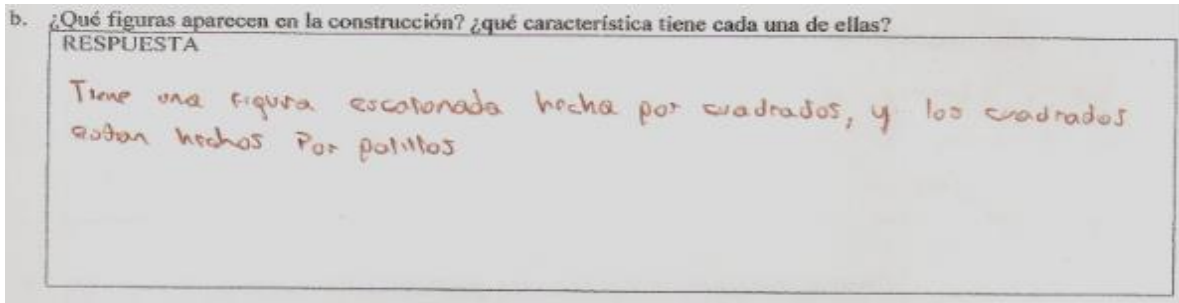 b. ¿Qué figuras aparecen en la construcción? ¿qué característica tiene cada una de ellas?
RESPUESTA
Tiene una figura escalonada hecha por cuadrados, y los cuadrados
estan hechos Por palillos